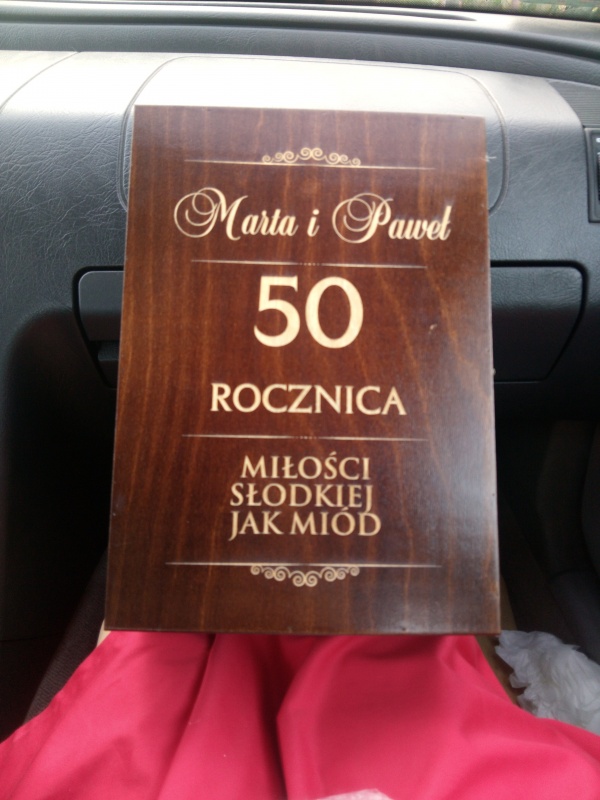 Marta i Paweł
50
ROCZNICA
MIŁOŚCI
SŁODKIEJ
JAK MIÓD